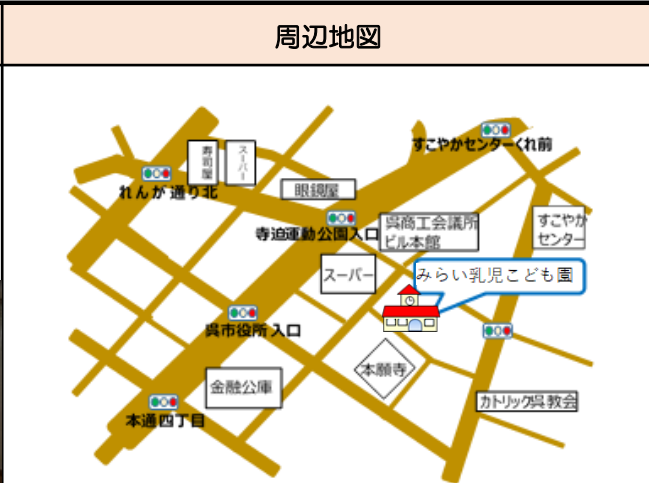 周辺地図
すこやかセンターくれ前
寿司屋
スーパー
れんが通り北
眼鏡屋
寺迫運動公園入口
呉商工会議所
ビル本館
すこやか
センター
スーパー
みらい乳児こども園
呉市役所入口
本願寺
金融公庫
カトリック呉教会
本通四丁目